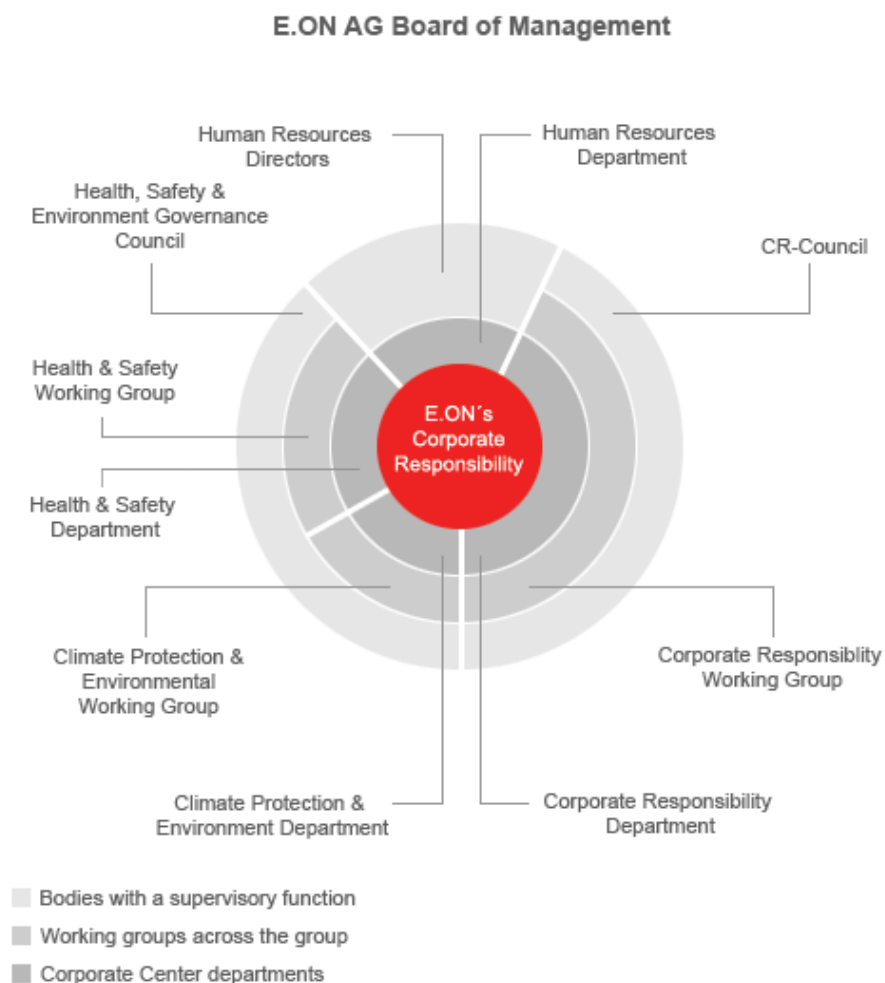 E.ON AG Board of Management
Human Resources
Directors
Human Resources
Department
Health, Safety &
Environment Governance
Council
CR-Council
Health & Safety
Working Group
E.ON´s
Corporate
Responsibility
Health & Safety
Department
Climate Protection &
Environmental
Working Group
Corporate Responsiblity
Working Group
Climate Protection &
Environment Department
Corporate Responsibility
Department
Bodies with a supervisory function
Working groups across the group
Corporate Center departments